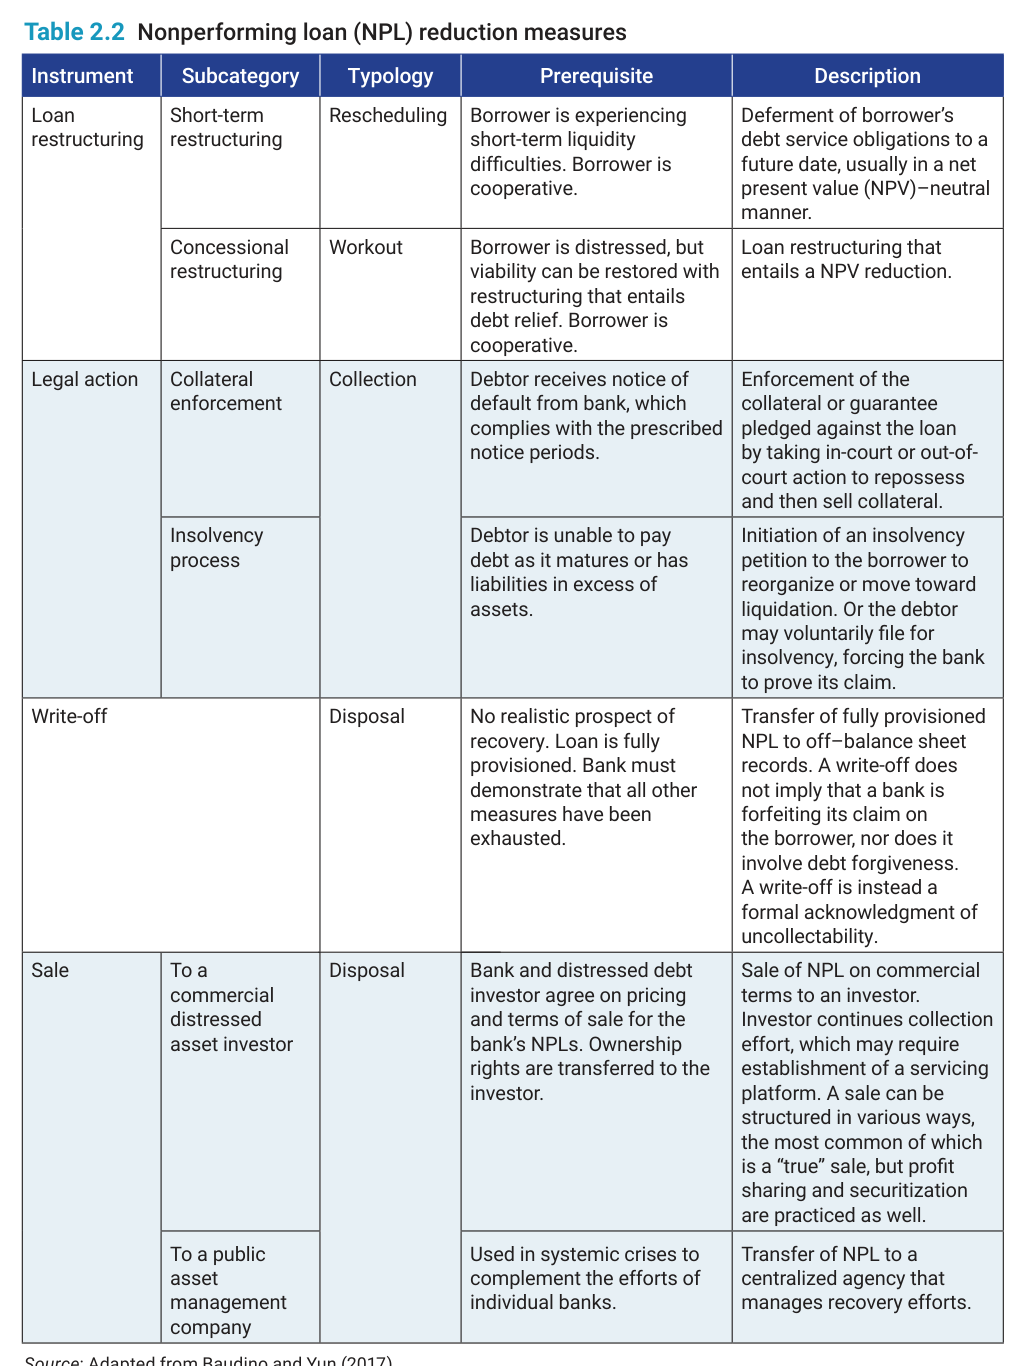 Table 2.2 Nonperforming loan (NPL) reduction measures
Instrument Subcategory Typology Prerequisite Description
Loan
restructuring
Short-term
restructuring
Rescheduling
Borrower is experiencing
short-term liquidity
difficulties. Borrower is
cooperative.
Deferment of borrower’s
debt service obligations to a
future date, usually in a net
present value (NPV)–neutral
manner.
Concessional
restructuring
Workout
Borrower is distressed, but
viability can be restored with
restructuring that entails
debt relief. Borrower is
cooperative.
Loan restructuring that
entails a NPV reduction.
Legal action
Collateral
enforcement
Collection
Debtor receives notice of
default from bank, which
complies with the prescribed
notice periods.
Enforcement of the
collateral or guarantee
pledged against the loan
by taking in-court or out-of-
court action to repossess
and then sell collateral.
Insolvency
process
Debtor is unable to pay
debt as it matures or has
liabilities in excess of
assets.
Initiation of an insolvency
petition to the borrower to
reorganize or move toward
liquidation. Or the debtor
may voluntarily file for
insolvency, forcing the bank
to prove its claim.
Write-off
Disposal
No realistic prospect of
recovery. Loan is fully
provisioned. Bank must
demonstrate that all other
measures have been
exhausted.
Transfer of fully provisioned
NPL to off–balance sheet
records. A write-off does
not imply that a bank is
forfeiting its claim on
the borrower, nor does it
involve debt forgiveness.
A write-off is instead a
formal acknowledgment of
uncollectability.
Sale
To a
commercial
distressed
asset investor
Disposal
Bank and distressed debt
investor agree on pricing
and terms of sale for the
bank’s NPLs. Ownership
rights are transferred to the
investor.
Sale of NPL on commercial
terms to an investor.
Investor continues collection
effort, which may require
establishment of a servicing
platform. A sale can be
structured in various ways,
the most common of which
is a “true” sale, but profit
sharing and securitization
are practiced as well.
To a public
asset
management
company
Used in systemic crises to
complement the efforts of
individual banks.
Transfer of NPL to a
centralized agency that
manages recovery efforts.
Source: Adapted from Baudino and Yun (2017)